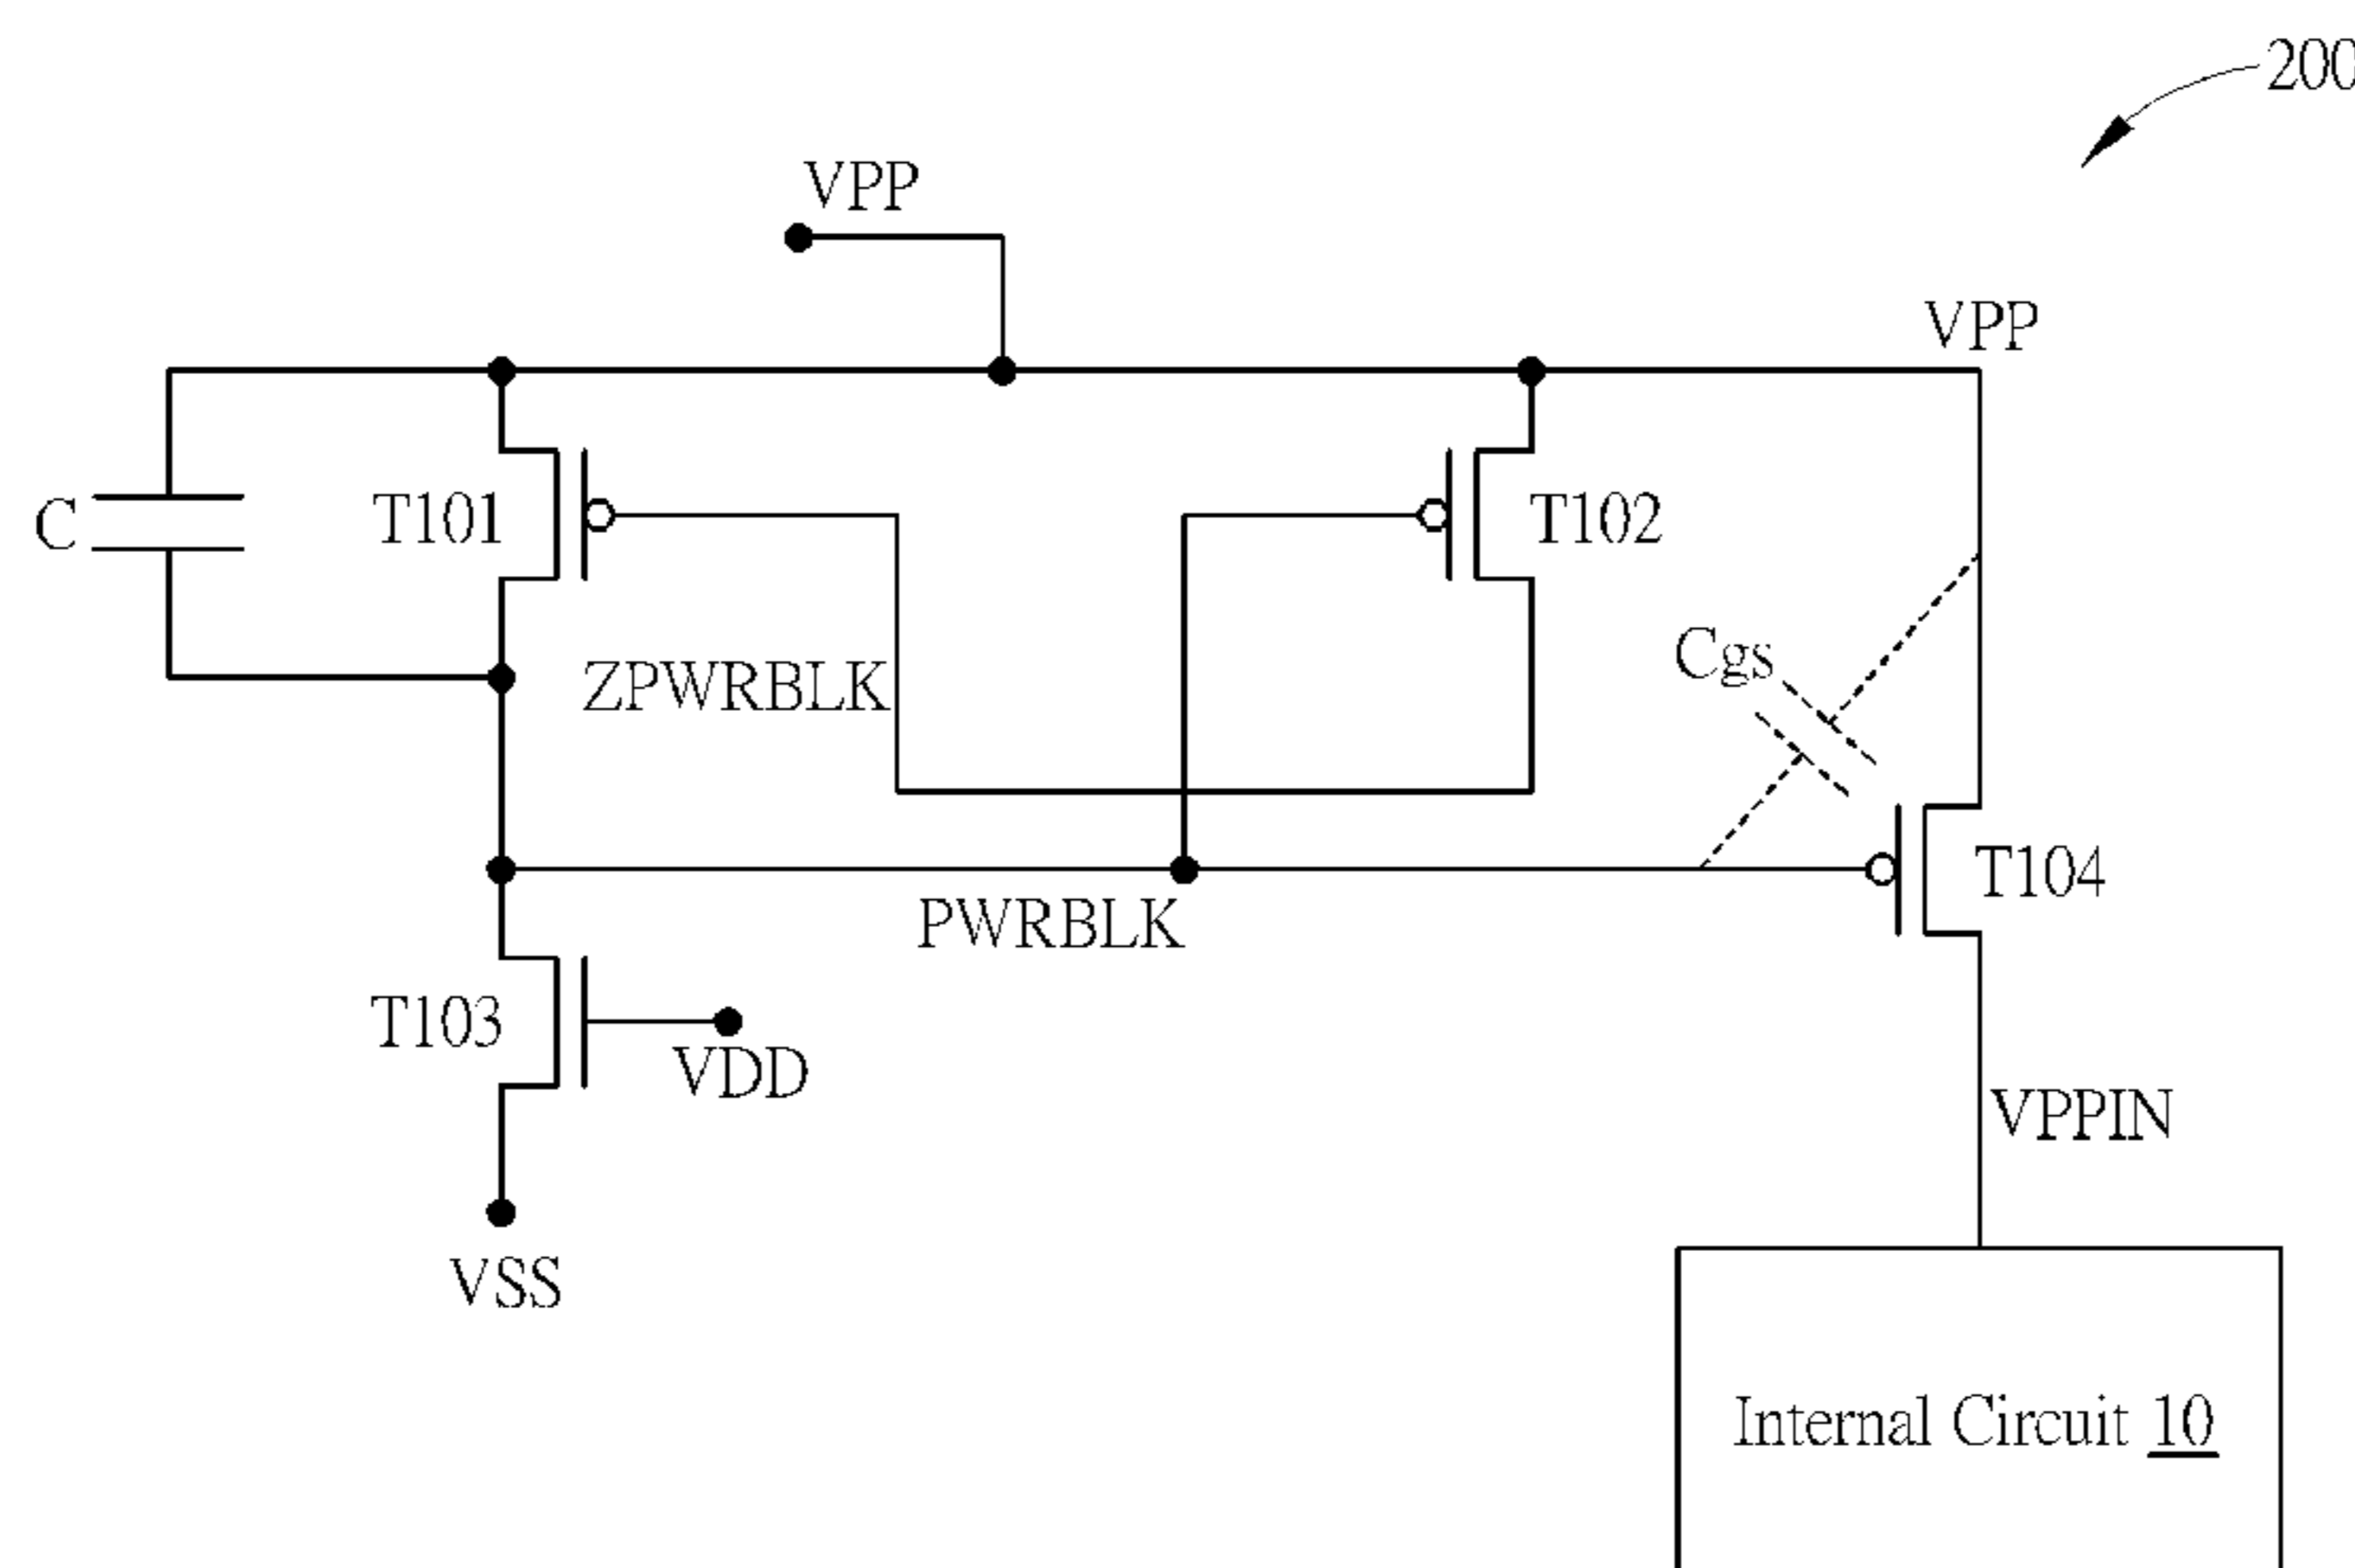 200
VPP
VPP
C
T101
T102
Cgs
ZPWRBLK
T104
PWRBLK
T103
VDD
VPPIN
VSS
Internal Circuit 10